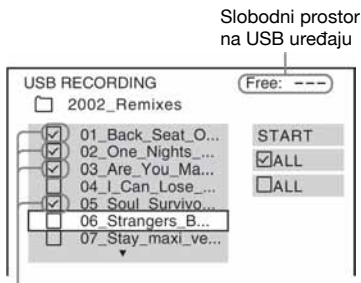 Slobodni prostor
na USB uređaju
USB RECORDING
Free: ---
2002_Remixes
01_Back_Seat_O...
02_One_Nights_...
03_Are_You_Ma...
04_I_Can_Lose_...
05_Soul_Survivo...
06_Strangers_B...
07_Stay_maxi_ve...
START
ALL
ALL